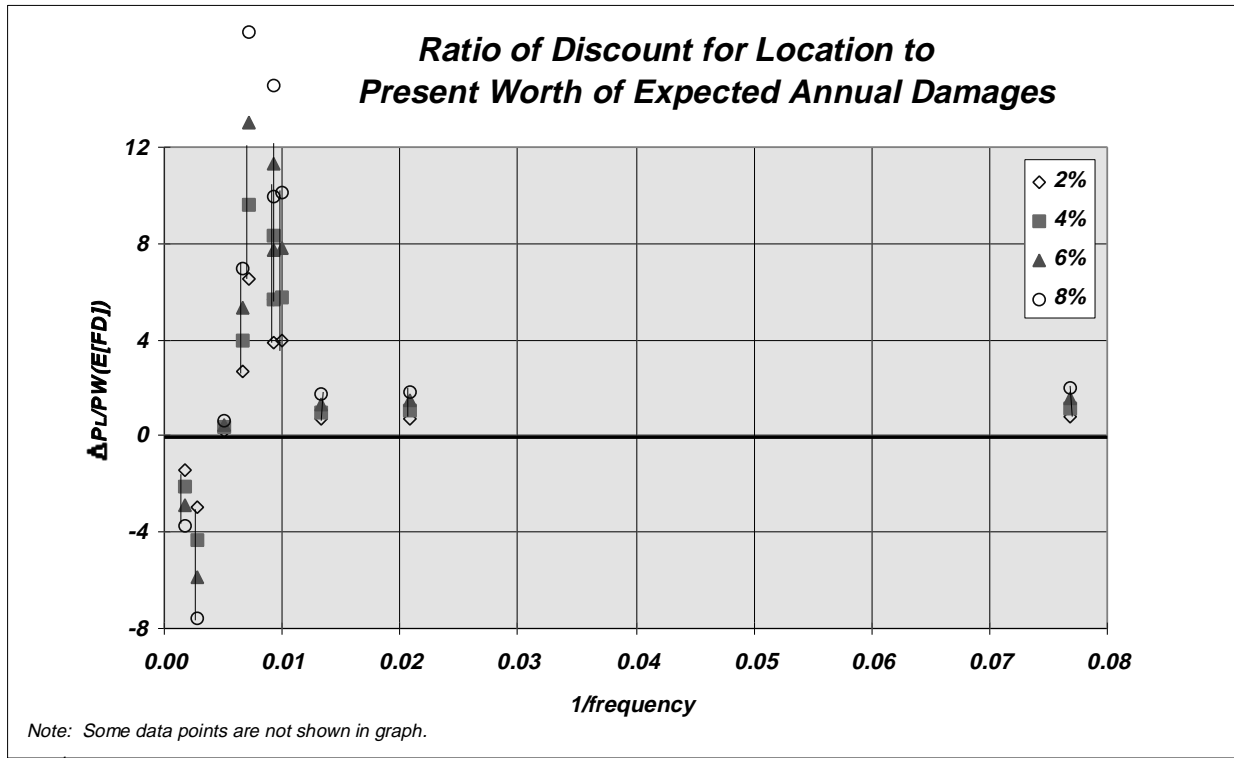 Ratio of Discount for Location to
Present Worth of Expected Annual Damages
12
8
4
0
-4
-8
ΔPL/PW(E[FD])
2%
4%
6%
8%
0.00 0.01 0.02 0.03 0.04 0.05 0.06 0.07 0.08
1/frequency
Note: Some data points are not shown in graph.